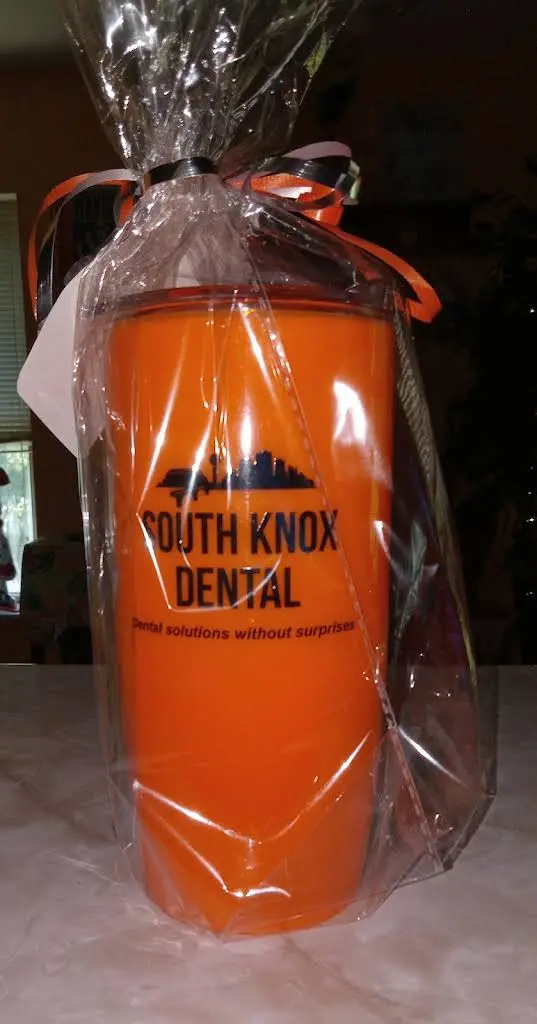 SOUTH KNOX
DENTAL
Dental solutions without surprises